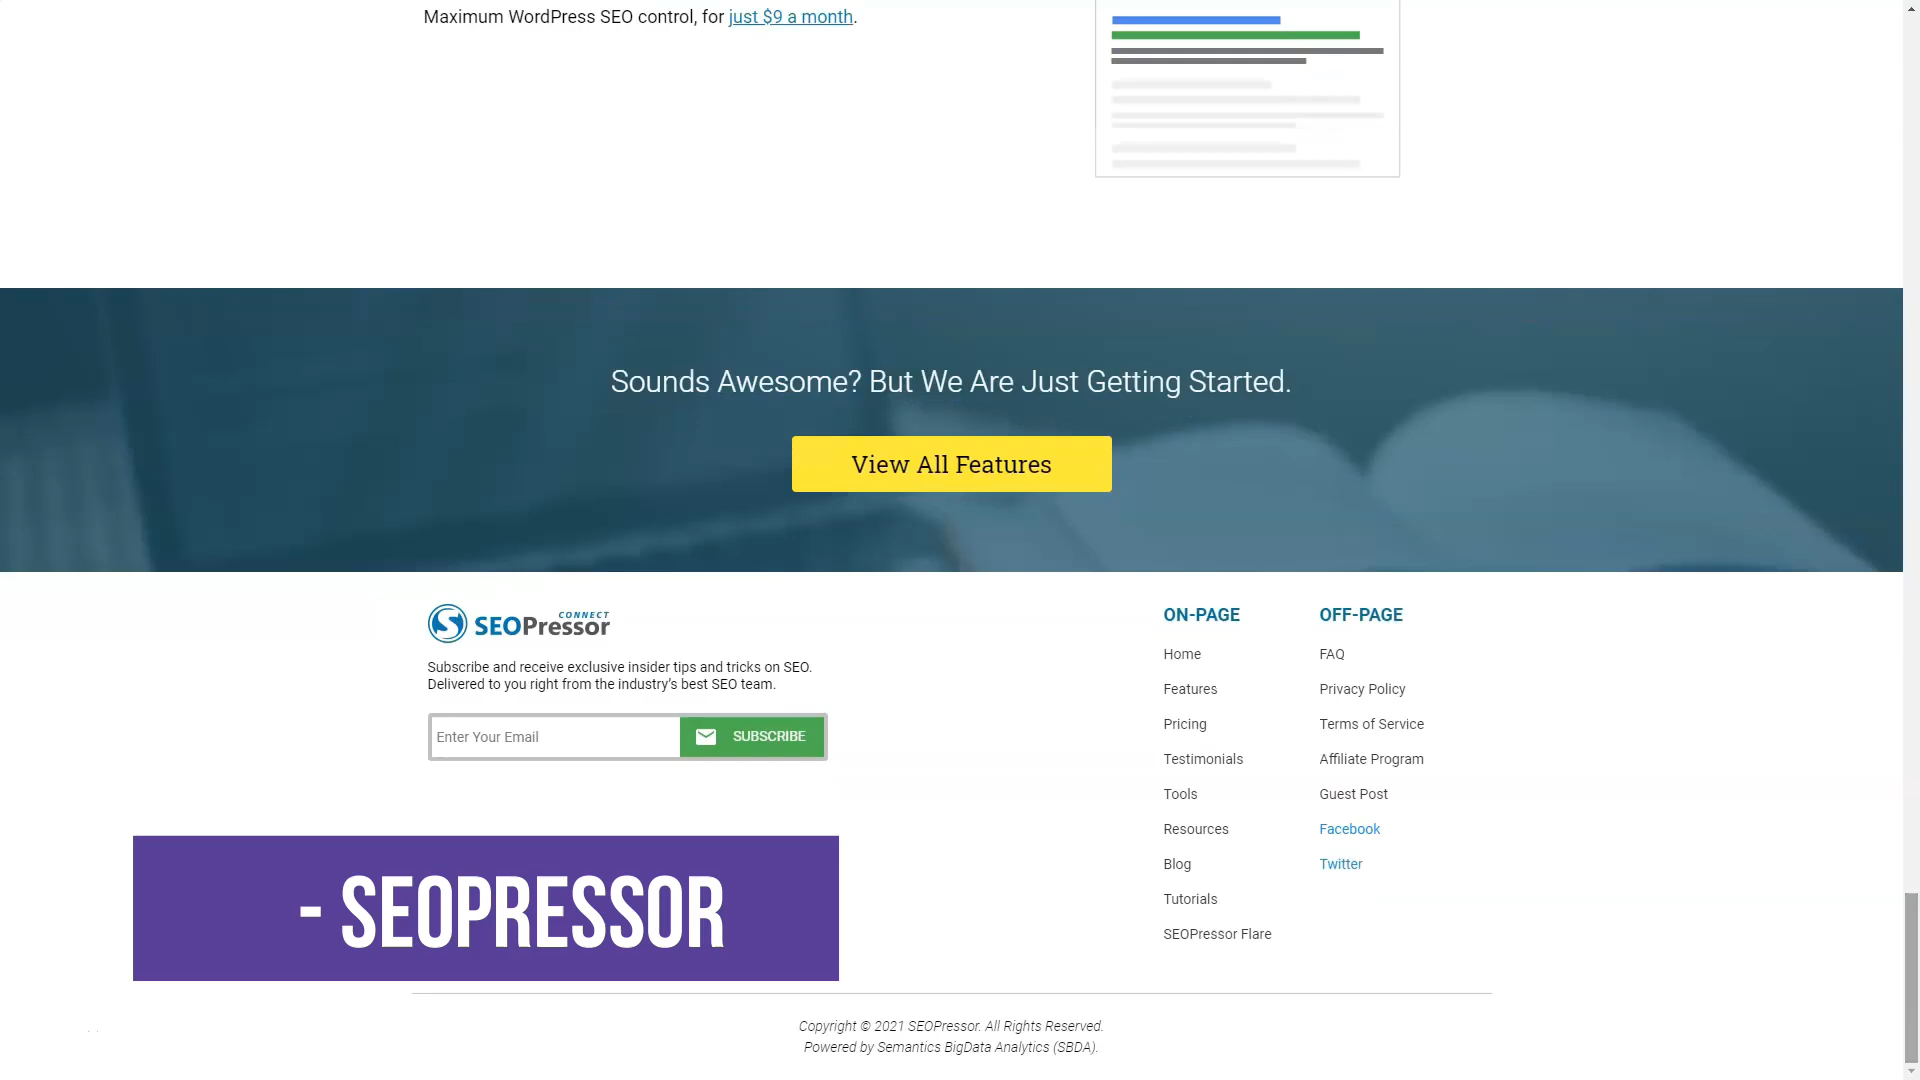 Maximum WordPress SEO control, for just $9 a month.
Sounds Awesome? But We Are Just Getting Started.
View All Features
CONNECT
SEOPressor
Subscribe and receive exclusive insider tips and tricks on SEO.
Delivered to you right from the industry’s best SEO team.
Enter Your Email
SUBSCRIBE
ON-PAGE
Home
Features
Pricing
Testimonials
Tools
Resources
Blog
Tutorials
SEOPressor Flare
OFF-PAGE
FAQ
Privacy Policy
Terms of Service
Affiliate Program
Guest Post
Facebook
Twitter
- SEOPRESSOR
Copyright © 2021 SEOPressor. All Rights Reserved.
Powered by Semantics BigData Analytics (SBDA).